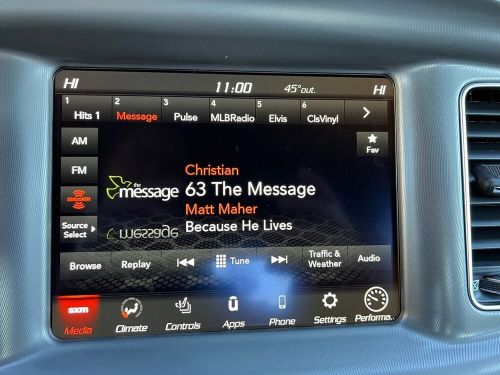 HI 11:00 45°out. HI
1 2 3 4 5 6
Hits 1 Message Pulse MLBRadio Elvis ClsVinyl
AM
Fav
FM
siriusxm
Source Select
the message
Christian
63 The Message
Matt Maher
Because He Lives
message
Browse Replay Tune Traffic & Weather Audio
sxm
Media Climate Controls Apps Phone Settings Performa..